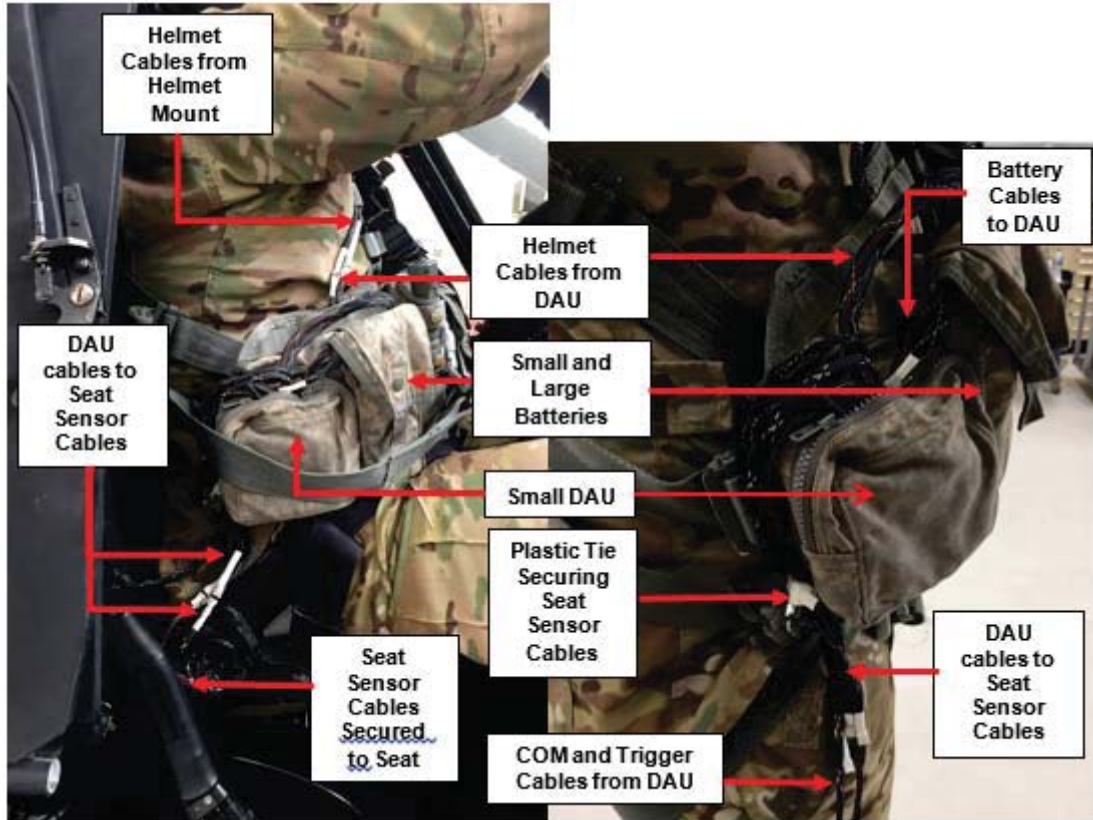 Helmet
Cables from
Helmet
Mount
Battery
Cables
to DAU
Helmet
Cables from
DAU
DAU
cables to
Seat
Sensor
Cables
Small and
Large
Batteries
Small DAU
Plastic Tie
Securing
Seat
Sensor
Cables
DAU
cables to
Seat
Sensor
Cables
Seat
Sensor
Cables
Secured
to Seat
COM and Trigger
Cables from DAU